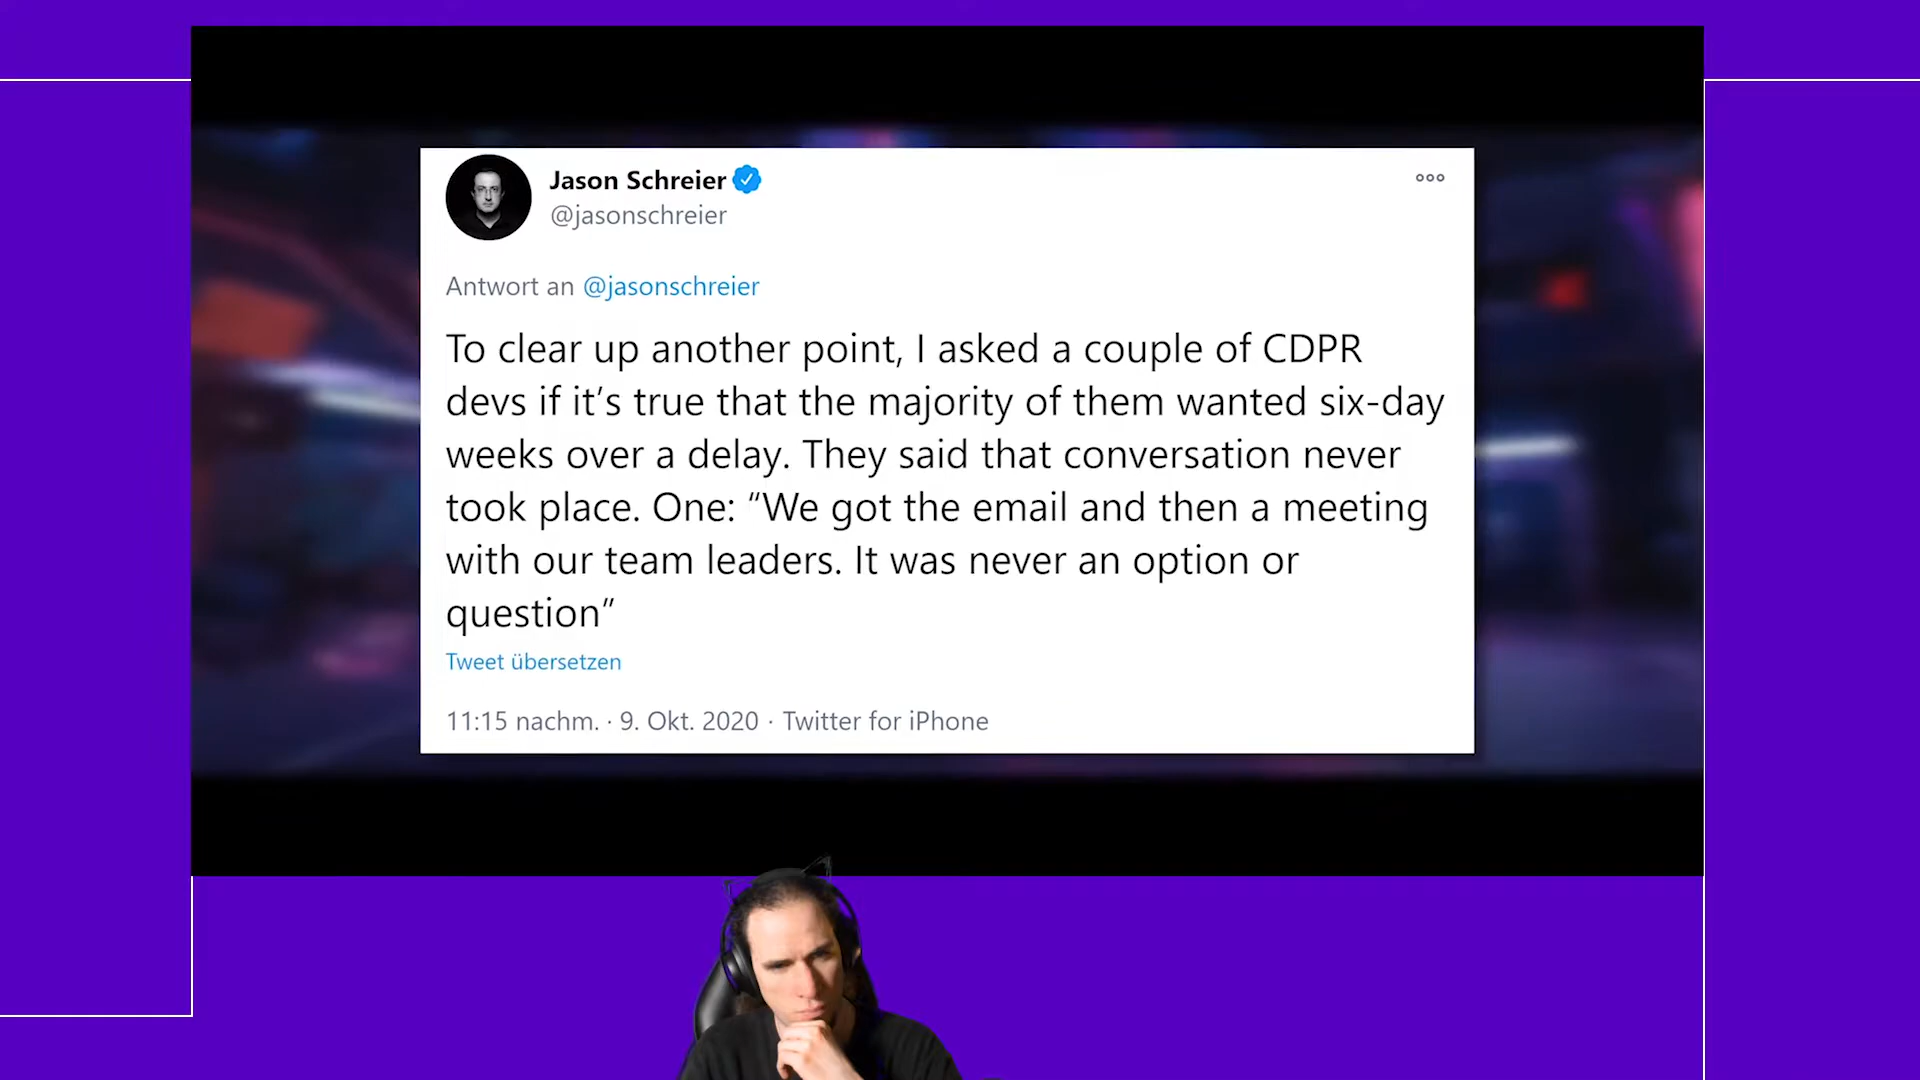 Jason Schreier
@jasonschreier
Antwort an @jasonschreier
To clear up another point, I asked a couple of CDPR
devs if it’s true that the majority of them wanted six-day
weeks over a delay. They said that conversation never
took place. One: “We got the email and then a meeting
with our team leaders. It was never an option or
question”
Tweet übersetzen
11:15 nachm. · 9. Okt. 2020 · Twitter for iPhone